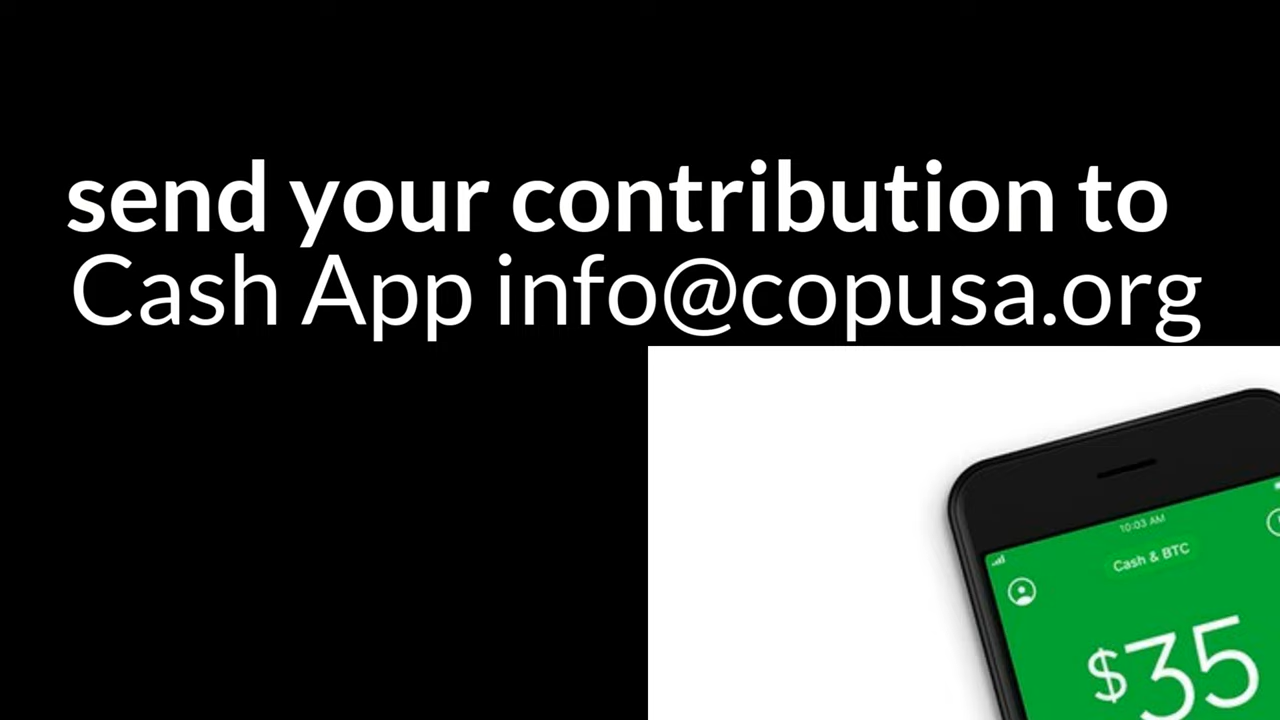 send your contribution to
Cash App info@copusa.org
10:03 AM
Cash & BTC
$35